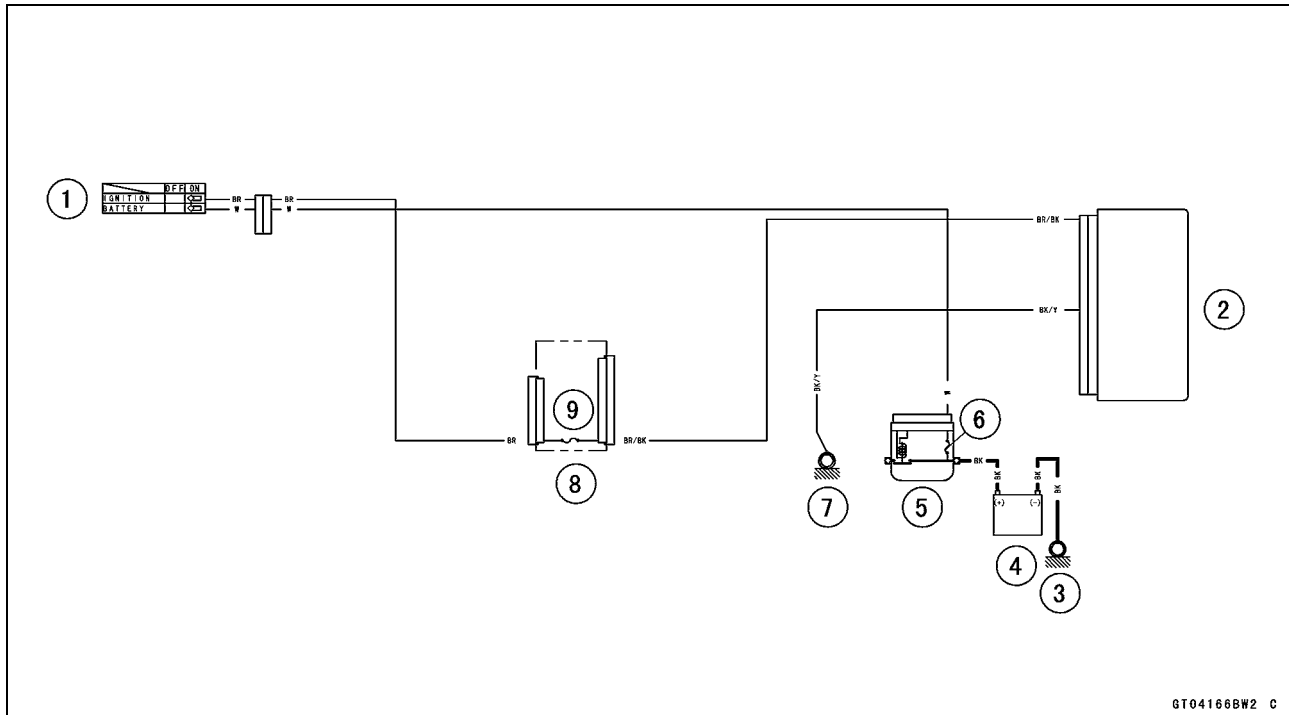 OFF ON
IGNITION
BATTERY
BR BR
W W
1
BR/BK
BK/Y
2
BK/Y
W
9
6
BR
BR/BK
8
7
5
BK
BK
BK
BK
(+) (-)
4
3
GT04166BW2 C